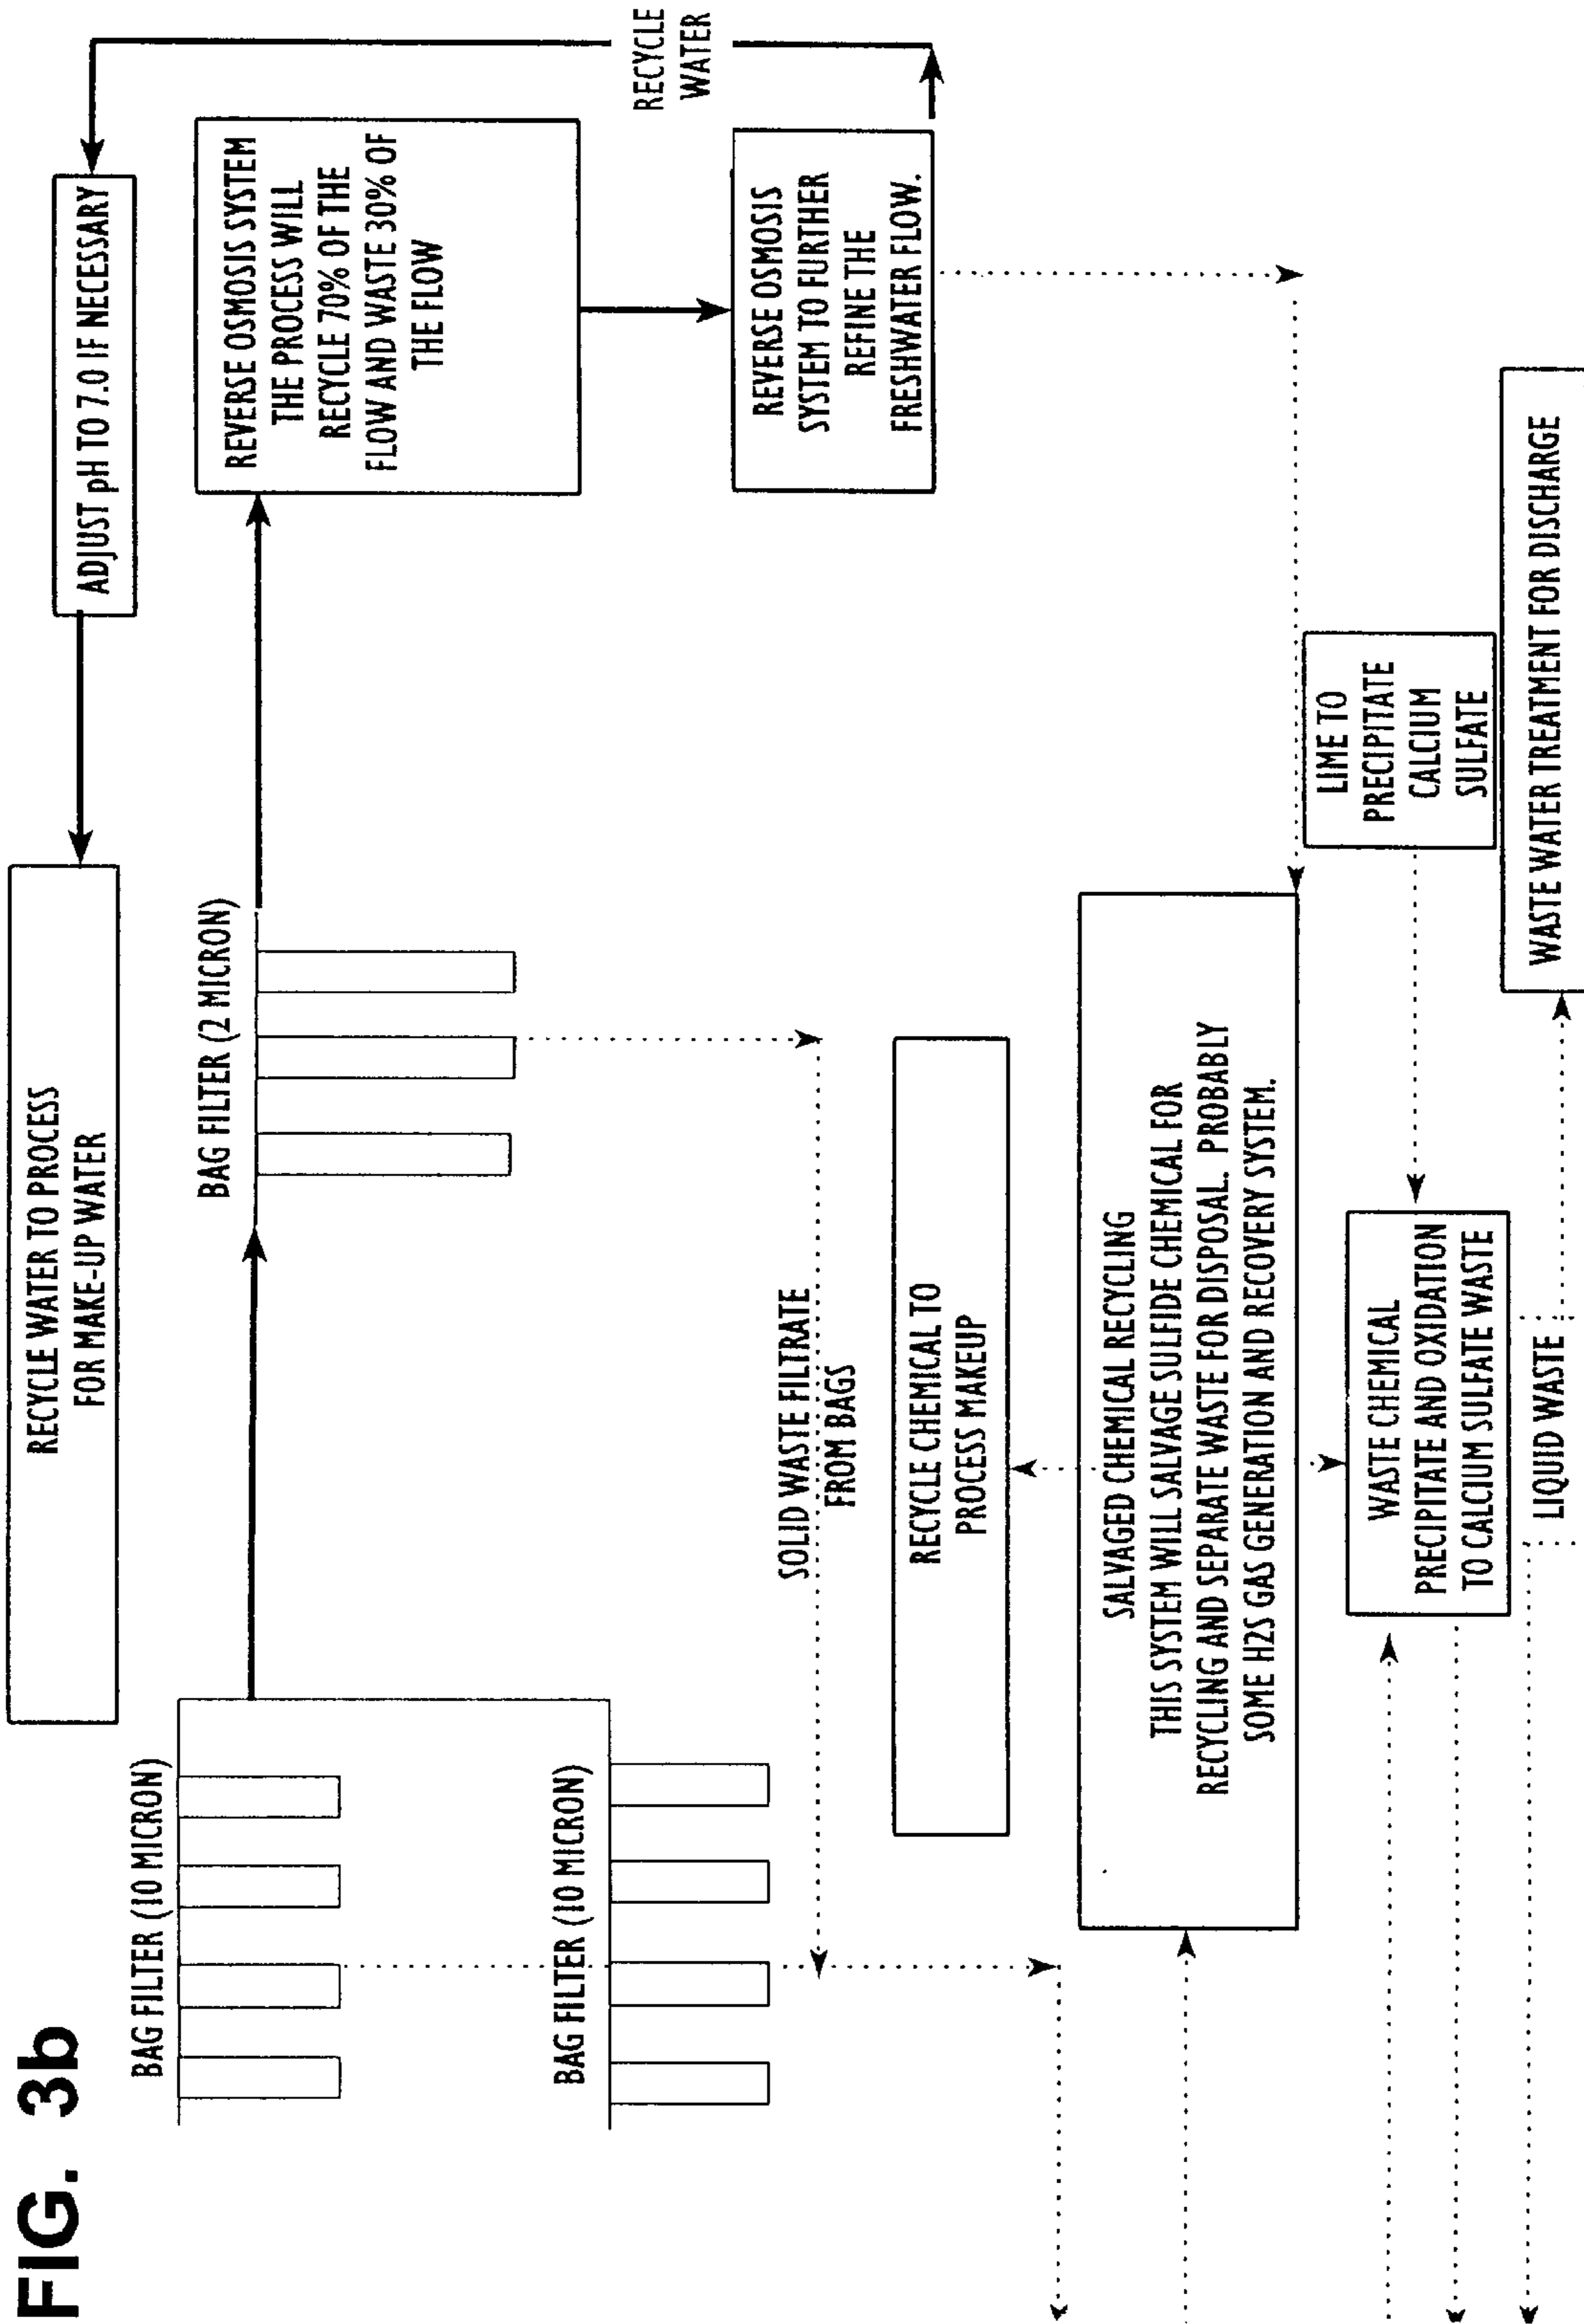 FIG. 3b
RECYCLE WATER TO PROCESS
FOR MAKE-UP WATER
ADJUST pH TO 7.0 IF NECESSARY
BAG FILTER (10 MICRON)
BAG FILTER (2 MICRON)
REVERSE OSMOSIS SYSTEM
THE PROCESS WILL
RECYCLE 70% OF THE
FLOW AND WASTE 30% OF
THE FLOW
RECYCLE
WATER
BAG FILTER (10 MICRON)
REVERSE OSMOSIS
SYSTEM TO FURTHER
REFINE THE
FRESHWATER FLOW.
SOLID WASTE FILTRATE
FROM BAGS
RECYCLE CHEMICAL TO
PROCESS MAKEUP
SALVAGED CHEMICAL RECYCLING
THIS SYSTEM WILL SALVAGE SULFIDE CHEMICAL FOR
RECYCLING AND SEPARATE WASTE FOR DISPOSAL. PROBABLY
SOME H2S GAS GENERATION AND RECOVERY SYSTEM.
LIME TO
PRECIPITATE
CALCIUM
SULFATE
WASTE CHEMICAL
PRECIPITATE AND OXIDATION
TO CALCIUM SULFATE WASTE
LIQUID WASTE
WASTE WATER TREATMENT FOR DISCHARGE